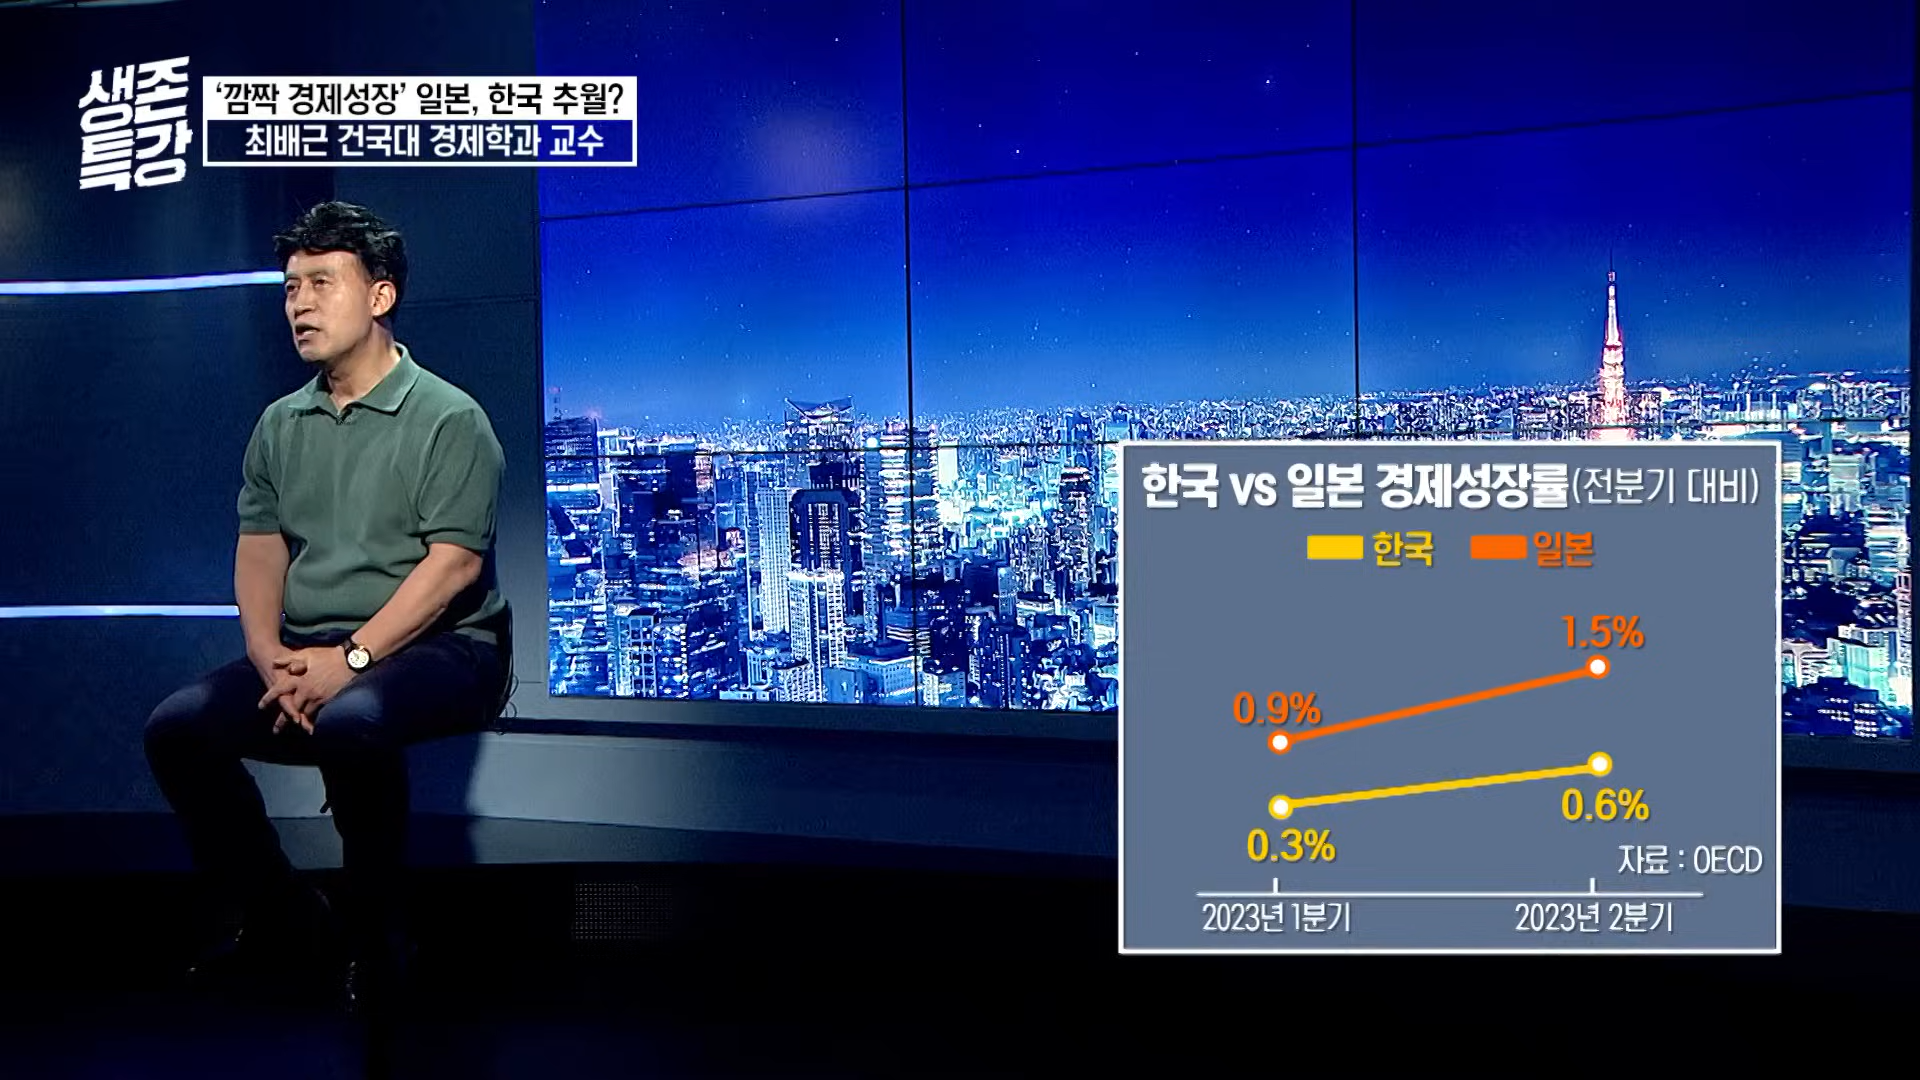 생존
특강
‘깜짝 경제성장’ 일본, 한국 추월?
최배근 건국대 경제학과 교수
한국 vs 일본 경제성장률(전분기 대비)
한국 일본
1.5%
0.9%
0.6%
0.3%
자료 : OECD
2023년 1분기 2023년 2분기